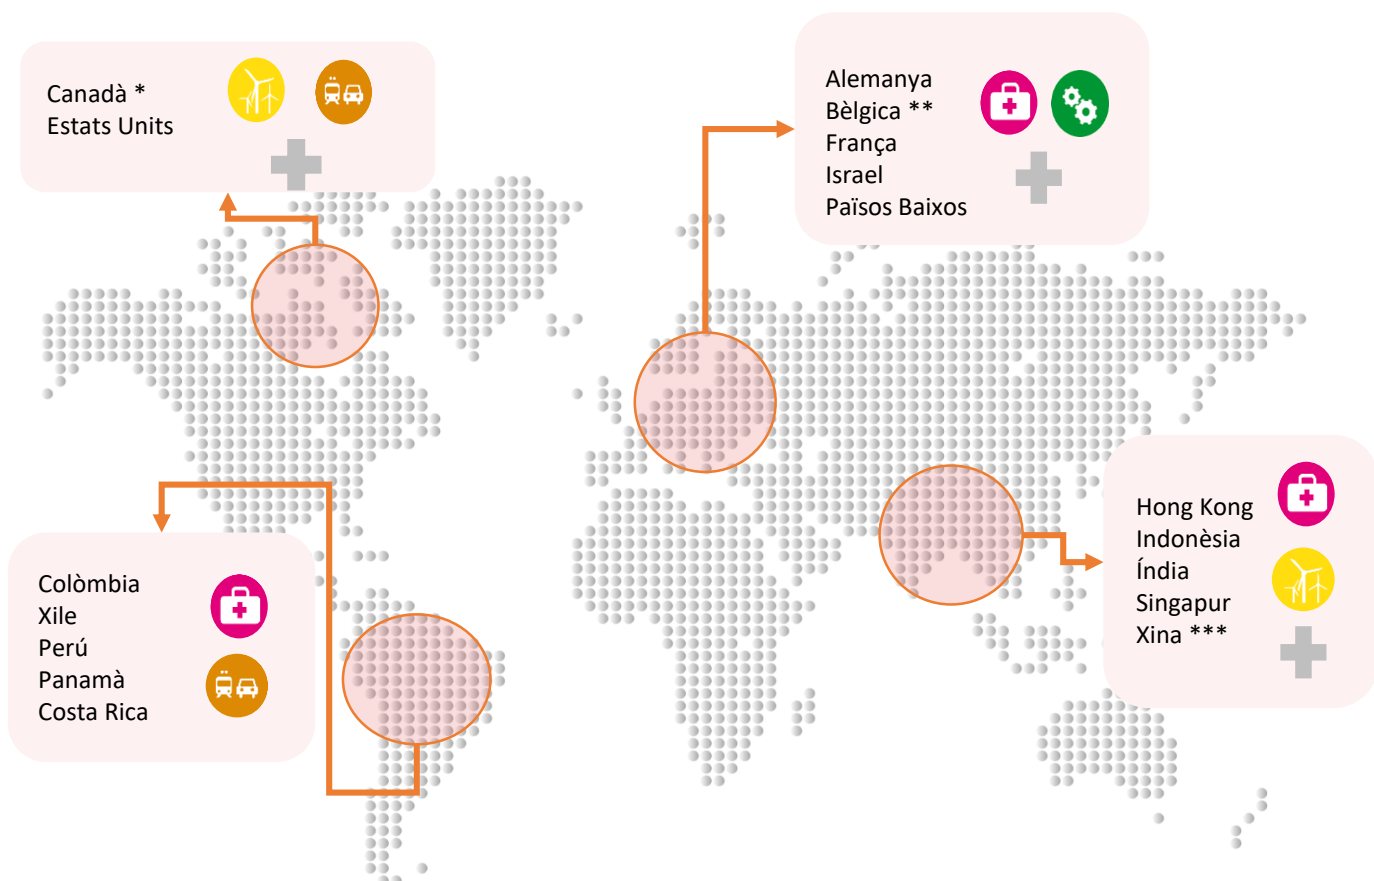 Canadà *
Estats Units
Alemanya
Bèlgica **
França
Israel
Països Baixos
Colòmbia
Xile
Perú
Panamà
Costa Rica
Hong Kong
Indonèsia
Índia
Singapur
Xina ***